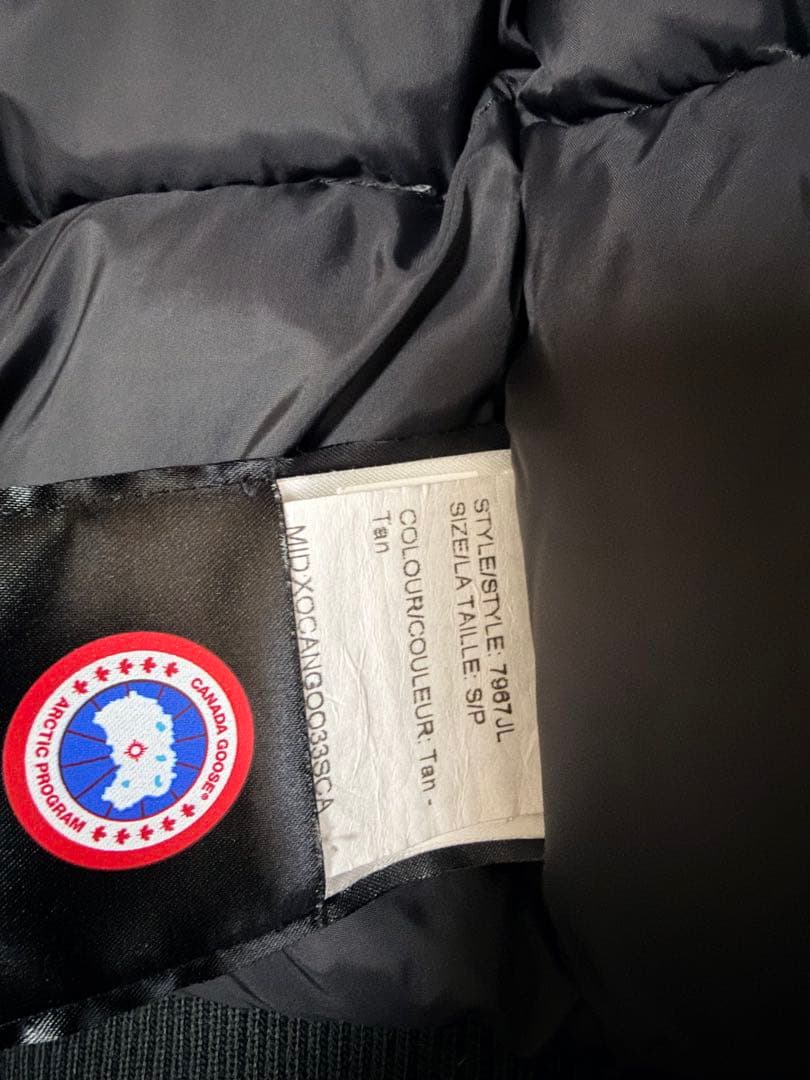 STYLE/STYLE: 7967JL
SIZE/LA TAILLE: S/P
COLOUR/COULEUR: Tan -
Tan
MID:XOCANGOO33SCA
CANADA GOOSE®
ARCTIC PROGRAM